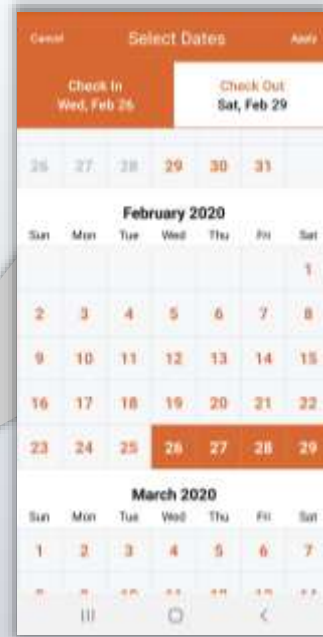 Cancel Select Dates Apply
Check In Check Out
Wed, Feb 26 Sat, Feb 29
26 27 28 29 30 31
February 2020
Sun Mon Tue Wed Thu Fri Sat
1
2 3 4 5 6 7 8
9 10 11 12 13 14 15
16 17 18 19 20 21 22
23 24 25 26 27 28 29
March 2020
Sun Mon Tue Wed Thu Fri Sat
1 2 3 4 5 6 7